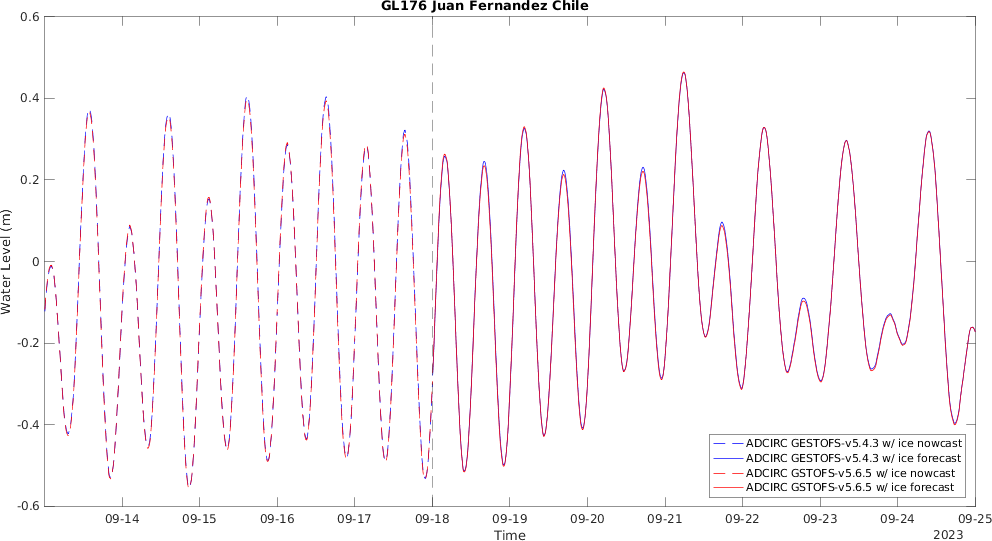 GL176 Juan Fernandez Chile
Water Level (m)
0.6
0.4
0.2
0
-0.2
-0.4
-0.6
ADCIRC GESTOFS-v5.4.3 w/ ice nowcast
ADCIRC GESTOFS-v5.4.3 w/ ice forecast
ADCIRC GSTOFS-v5.6.5 w/ ice nowcast
ADCIRC GSTOFS-v5.6.5 w/ ice forecast
09-14 09-15 09-16 09-17 09-18 09-19 09-20 09-21 09-22 09-23 09-24 09-25
Time
2023